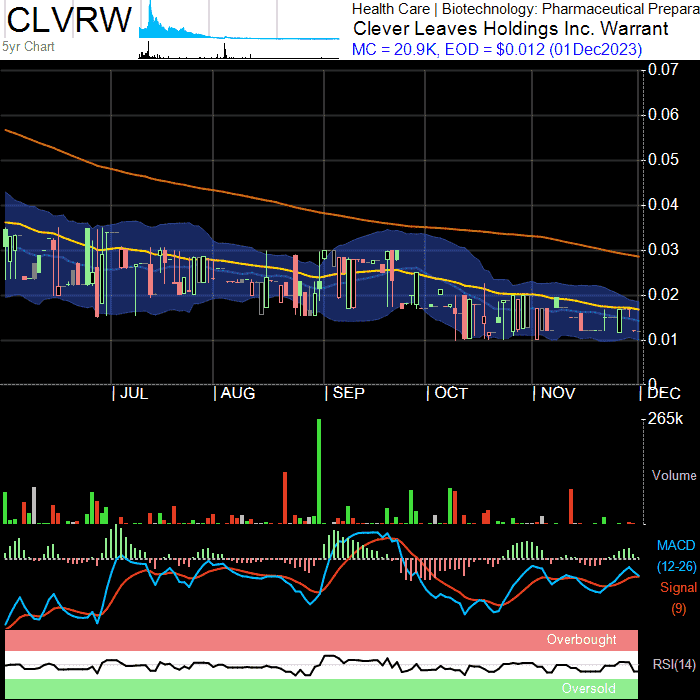 CLVRW
5yr Chart
Health Care | Biotechnology: Pharmaceutical Prepara
Clever Leaves Holdings Inc. Warrant
MC = 20.9K, EOD = $0.012 (01Dec2023)
0.07
0.06
0.05
0.04
0.03
0.02
0.01
0
| JUL
| AUG
| SEP
| OCT
| NOV
| DEC
265k
Volume
MACD
(12-26)
Signal
(9)
Overbought
RSI(14)
Oversold